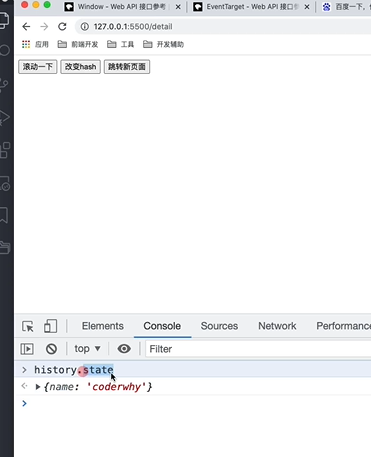 Window - Web API 接口参考
EventTarget - Web API 接口参
百度一下，
127.0.0.1:5500/detail
应用 前端开发 工具 开发辅助
滚动一下 改变hash 跳转新页面
Elements Console Sources Network Performance
top Filter
> history.state
{name: 'coderwhy'}
>